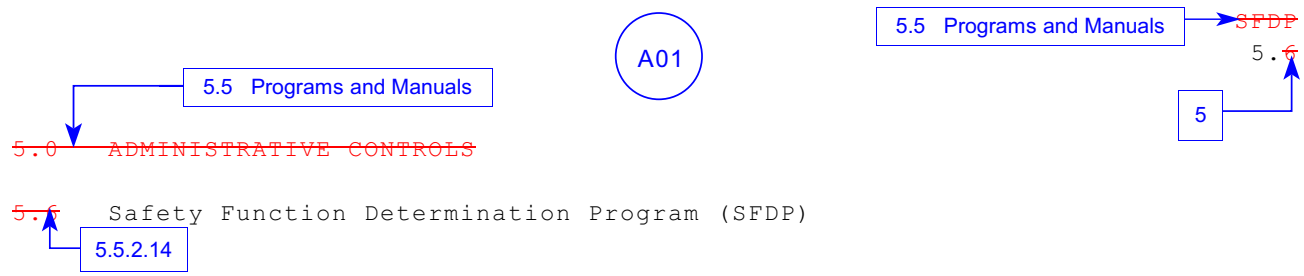 5.5 Programs and Manuals SFDP
A01
5.6
5.5 Programs and Manuals
5
5.0 ADMINISTRATIVE CONTROLS
5.6 Safety Function Determination Program (SFDP)
5.5.2.14